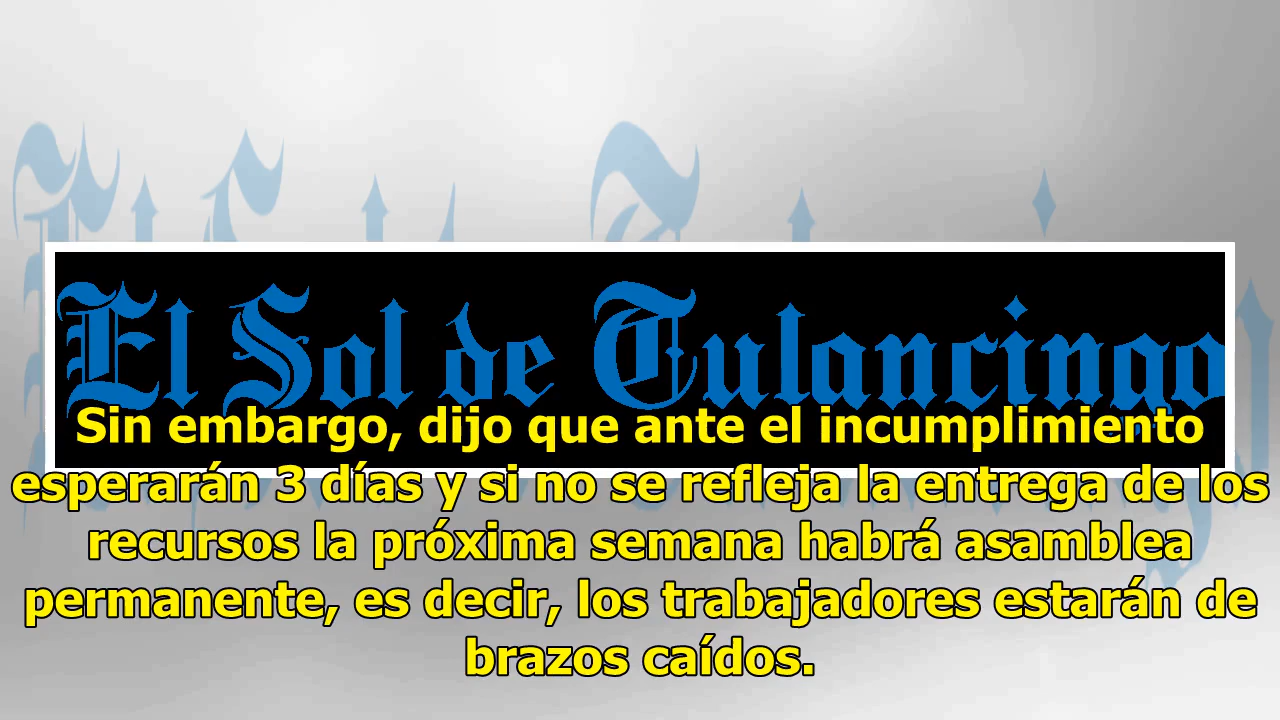 El Sol de Tulancingo
Sin embargo, dijo que ante el incumplimiento
esperarán 3 días y si no se refleja la entrega de los
recursos la próxima semana habrá asamblea
permanente, es decir, los trabajadores estarán de
brazos caídos.